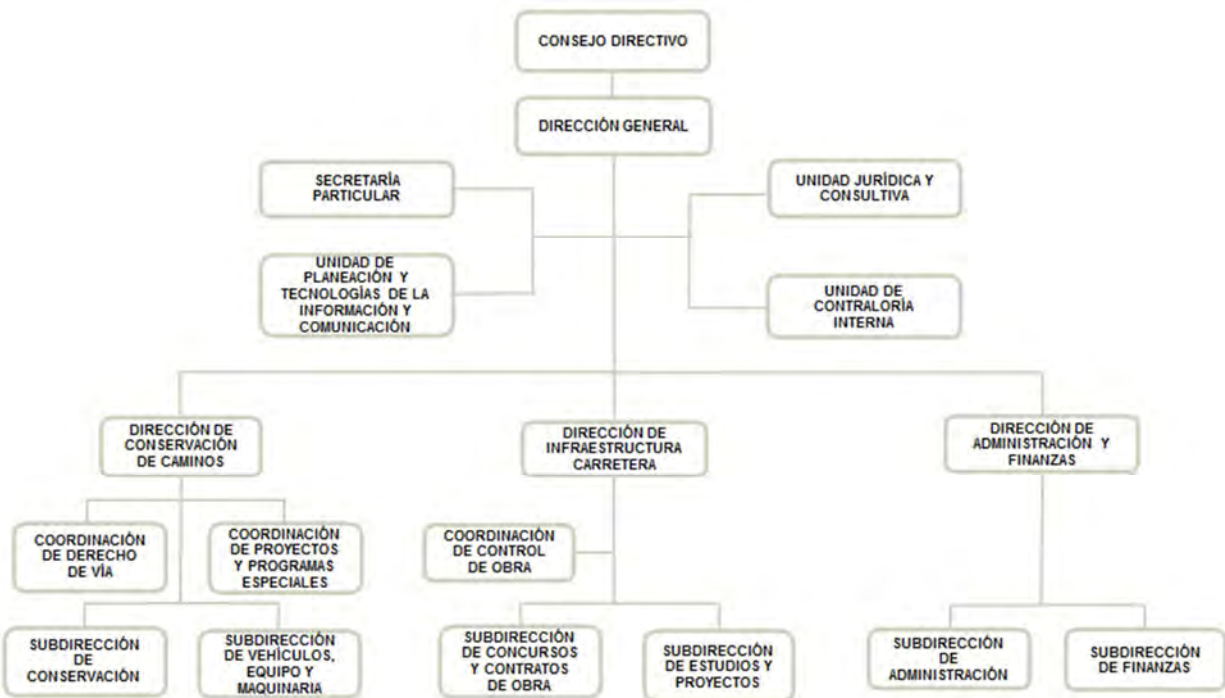 CONSEJO DIRECTIVO
DIRECCIÓN GENERAL
SECRETARÍA
PARTICULAR
UNIDAD JURÍDICA Y
CONSULTIVA
UNIDAD DE
PLANEACIÓN Y
TECNOLOGÍAS DE LA
INFORMACIÓN Y
COMUNICACIÓN
UNIDAD DE
CONTRALORÍA
INTERNA
DIRECCIÓN DE
CONSERVACIÓN
DE CAMINOS
DIRECCIÓN DE
INFRAESTRUCTURA
CARRETERA
DIRECCIÓN DE
ADMINISTRACIÓN Y
FINANZAS
COORDINACIÓN
DE DERECHO
DE VÍA
COORDINACIÓN
DE PROYECTOS
Y PROGRAMAS
ESPECIALES
COORDINACIÓN
DE CONTROL
DE OBRA
SUBDIRECCIÓN
DE
CONSERVACIÓN
SUBDIRECCIÓN
DE VEHÍCULOS,
EQUIPO Y
MAQUINARIA
SUBDIRECCIÓN
DE CONCURSOS
Y CONTRATOS
DE OBRA
SUBDIRECCIÓN
DE ESTUDIOS Y
PROYECTOS
SUBDIRECCIÓN
DE
ADMINISTRACIÓN
SUBDIRECCIÓN
DE FINANZAS